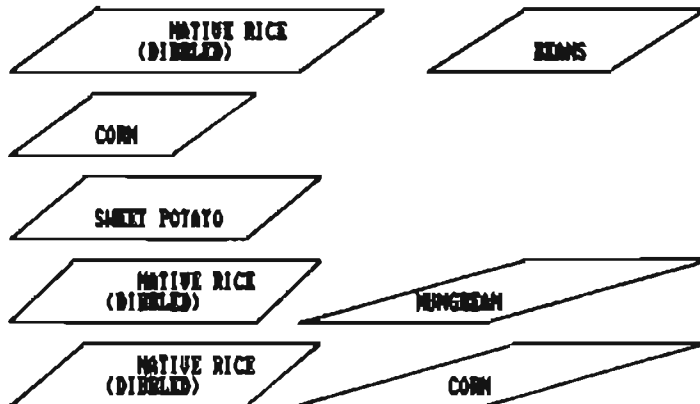 NATIVE RICE
(DIBBLED)
BEANS
CORN
SWEET POTATO
NATIVE RICE
(DIBBLED)
MUNGBEAN
NATIVE RICE
(DIBBLED)
CORN